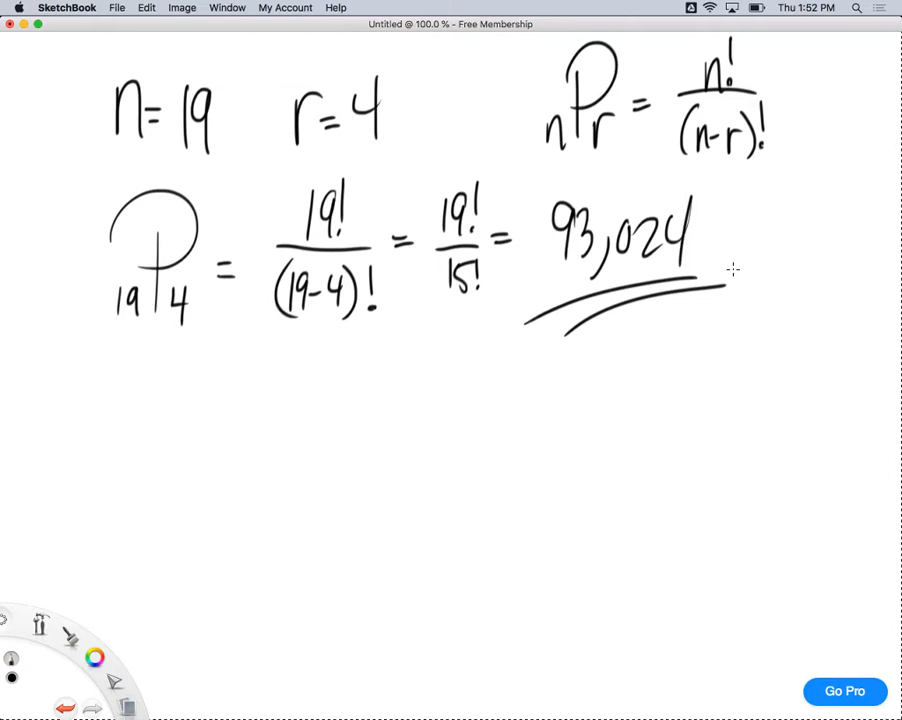 SketchBook File Edit Image Window My Account Help Thu 1:52 PM
Untitled @ 100.0 % - Free Membership
n = 19 r = 4 nPr = n! / (n-r)!
19P4 = 19! / (19-4)! = 19! / 15! = 93,024
Go Pro